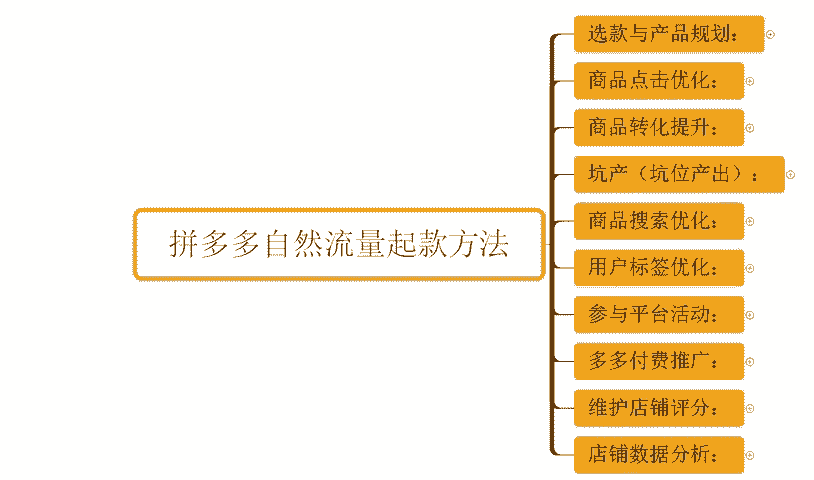 选款与产品规划：
商品点击优化：
商品转化提升：
坑产（坑位产出）：
拼多多自然流量起款方法
商品搜索优化：
用户标签优化：
参与平台活动：
多多付费推广：
维护店铺评分：
店铺数据分析：